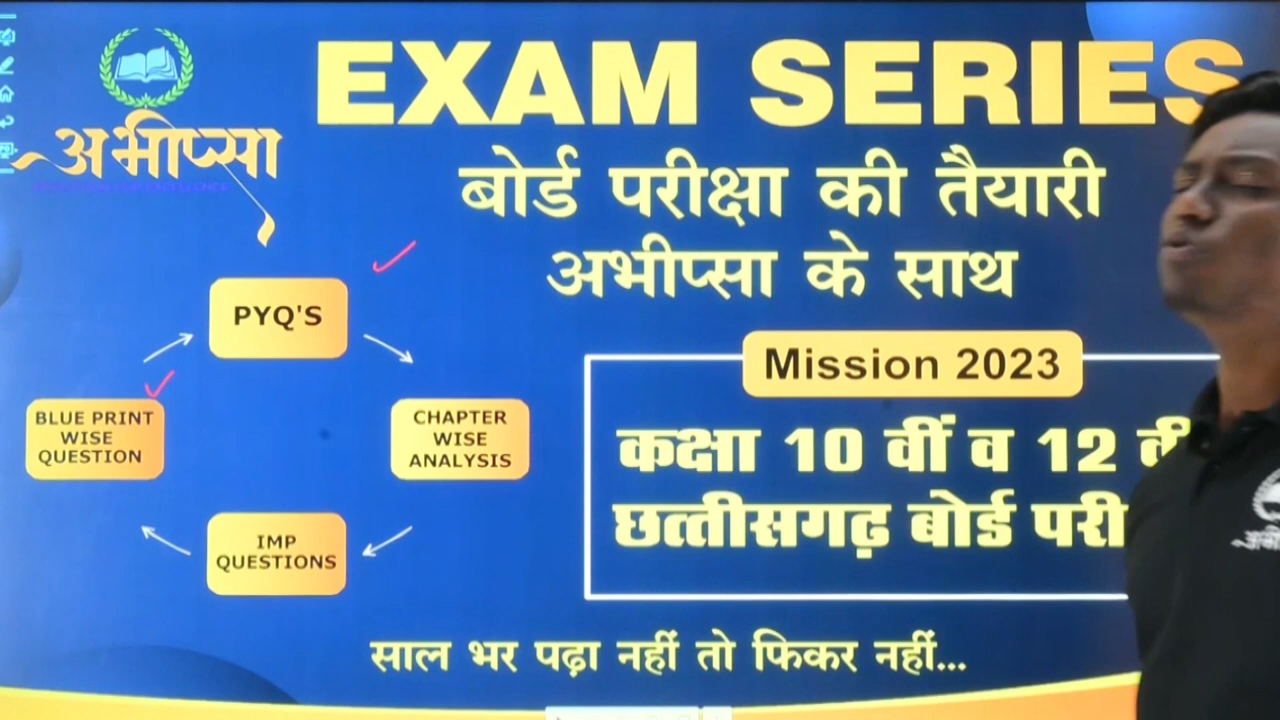 EXAM SERIES
अभीप्सा
बोर्ड परीक्षा की तैयारी
अभीप्सा के साथ
PYQ'S
Mission 2023
BLUE PRINT
WISE
QUESTION
CHAPTER
WISE
ANALYSIS
कक्षा 10 वीं व 12
छत्तीसगढ़ बोर्ड
IMP
QUESTIONS
साल भर पढ़ा नहीं तो फिकर नहीं...